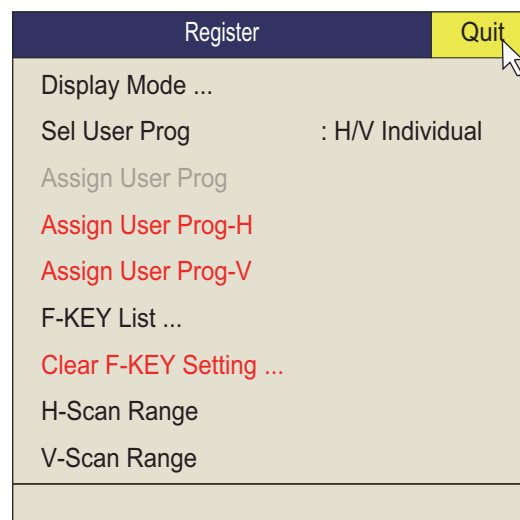 Register Quit
Display Mode ...
Sel User Prog : H/V Individual
Assign User Prog
Assign User Prog-H
Assign User Prog-V
F-KEY List ...
Clear F-KEY Setting ...
H-Scan Range
V-Scan Range